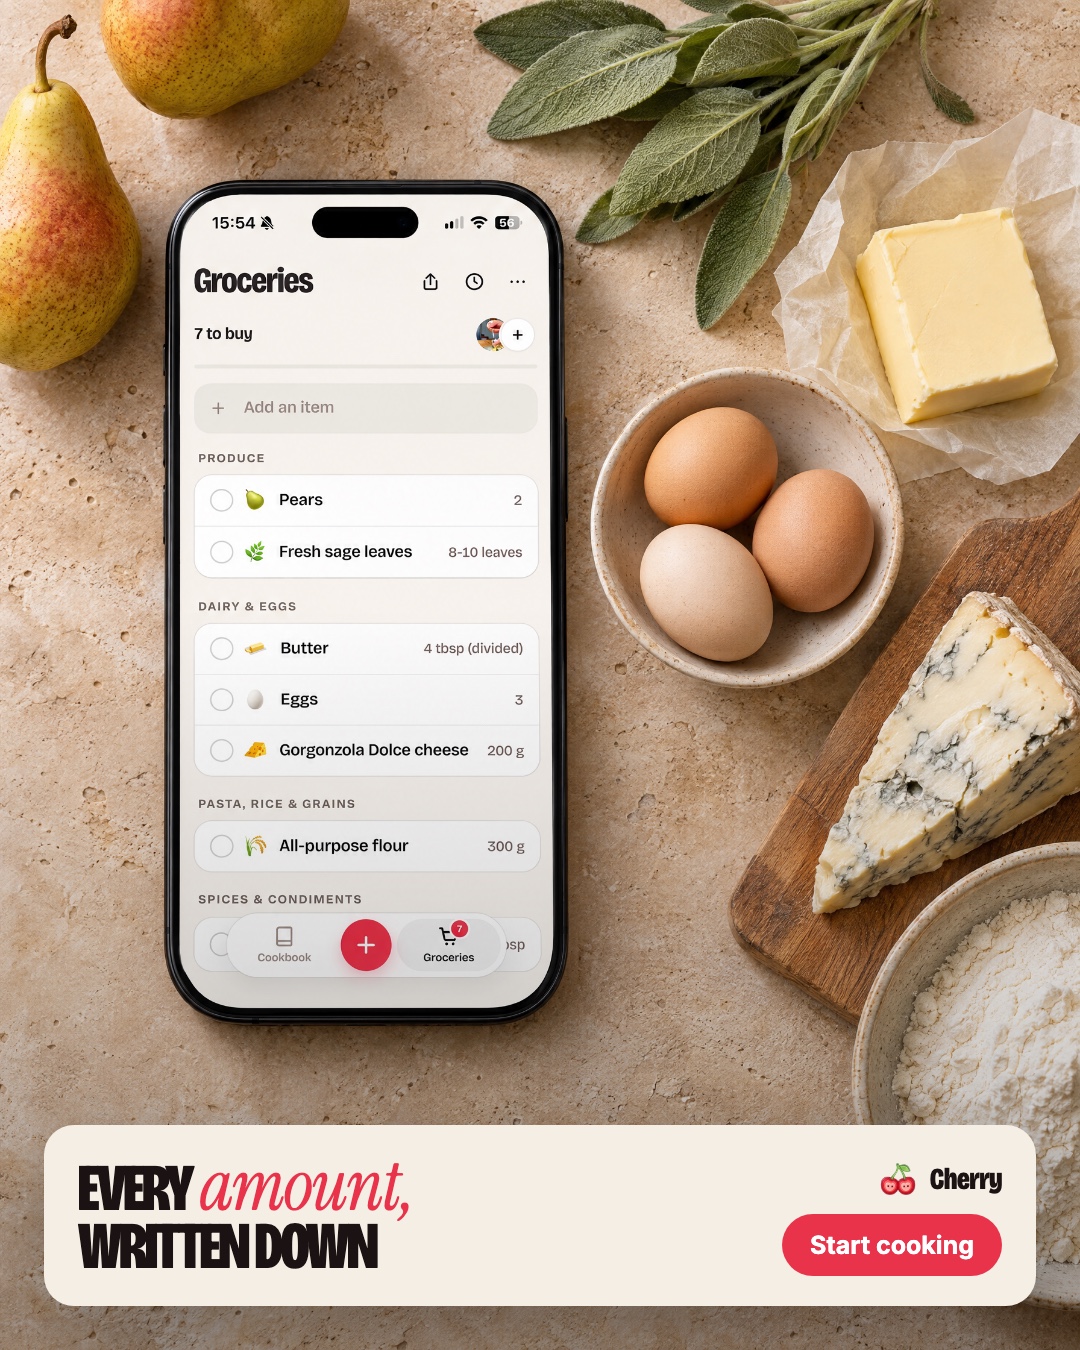 15:54
56
Groceries
7 to buy
+
+ Add an item
PRODUCE
Pears 2
Fresh sage leaves 8-10 leaves
DAIRY & EGGS
Butter 4 tbsp (divided)
Eggs 3
Gorgonzola Dolce cheese 200 g
PASTA, RICE & GRAINS
All-purpose flour 300 g
SPICES & CONDIMENTS
7
Cookbook + Groceries
EVERY amount,
WRITTEN DOWN
Cherry
Start cooking